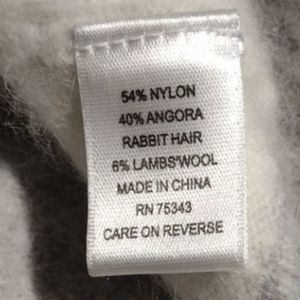 54% NYLON
40% ANGORA
RABBIT HAIR
6% LAMBS'WOOL
MADE IN CHINA
RN 75343
CARE ON REVERSE